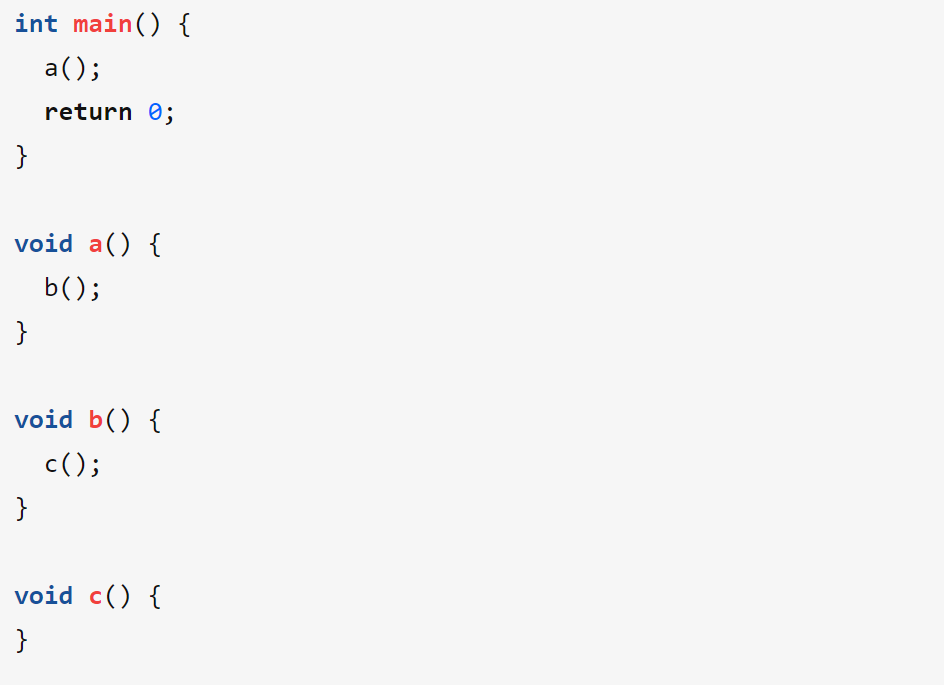 int main() {
  a();
  return 0;
}

void a() {
  b();
}

void b() {
  c();
}

void c() {
}